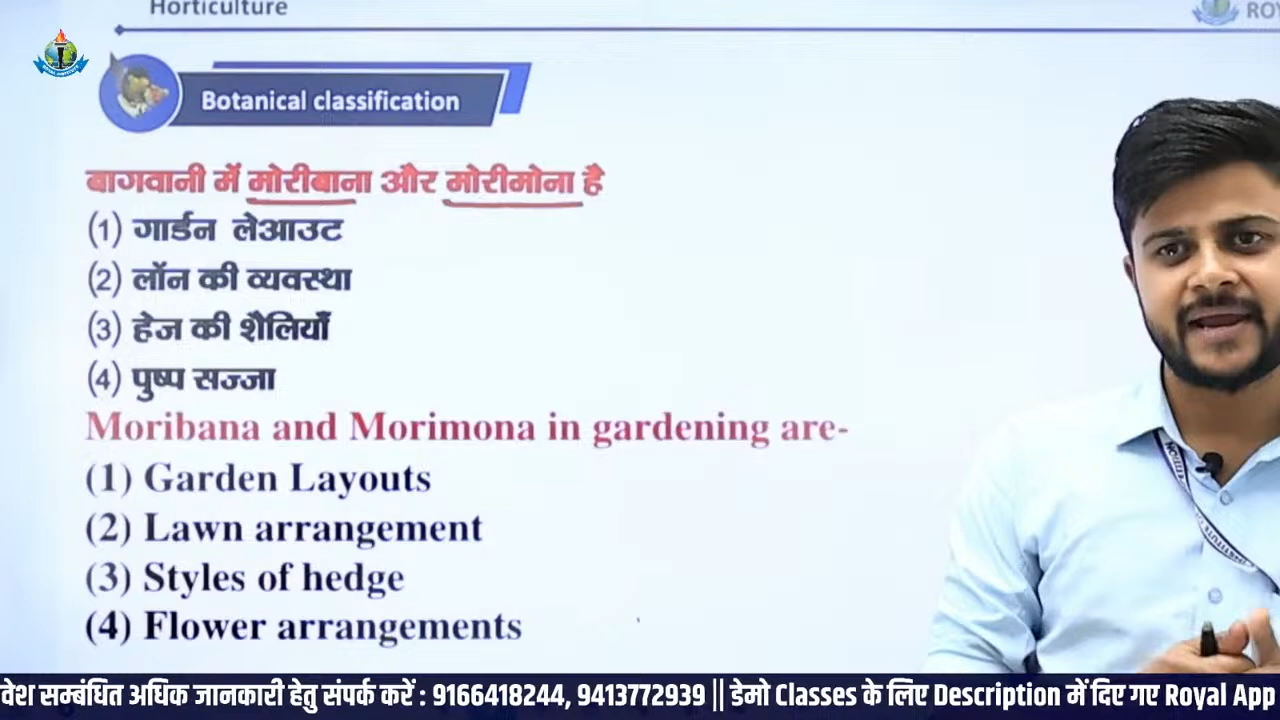 Horticulture
ROY
Botanical classification
बागवानी में मोरीबाना और मोरीमोना है
(1) गार्डन लेआउट
(2) लॉन की व्यवस्था
(3) हेज की शैलियाँ
(4) पुष्प सज्जा
Moribana and Morimona in gardening are-
(1) Garden Layouts
(2) Lawn arrangement
(3) Styles of hedge
(4) Flower arrangements
वेश सम्बंधित अधिक जानकारी हेतु संपर्क करें : 9166418244, 9413772939 || डेमो Classes के लिए Description में दिए गए Royal App